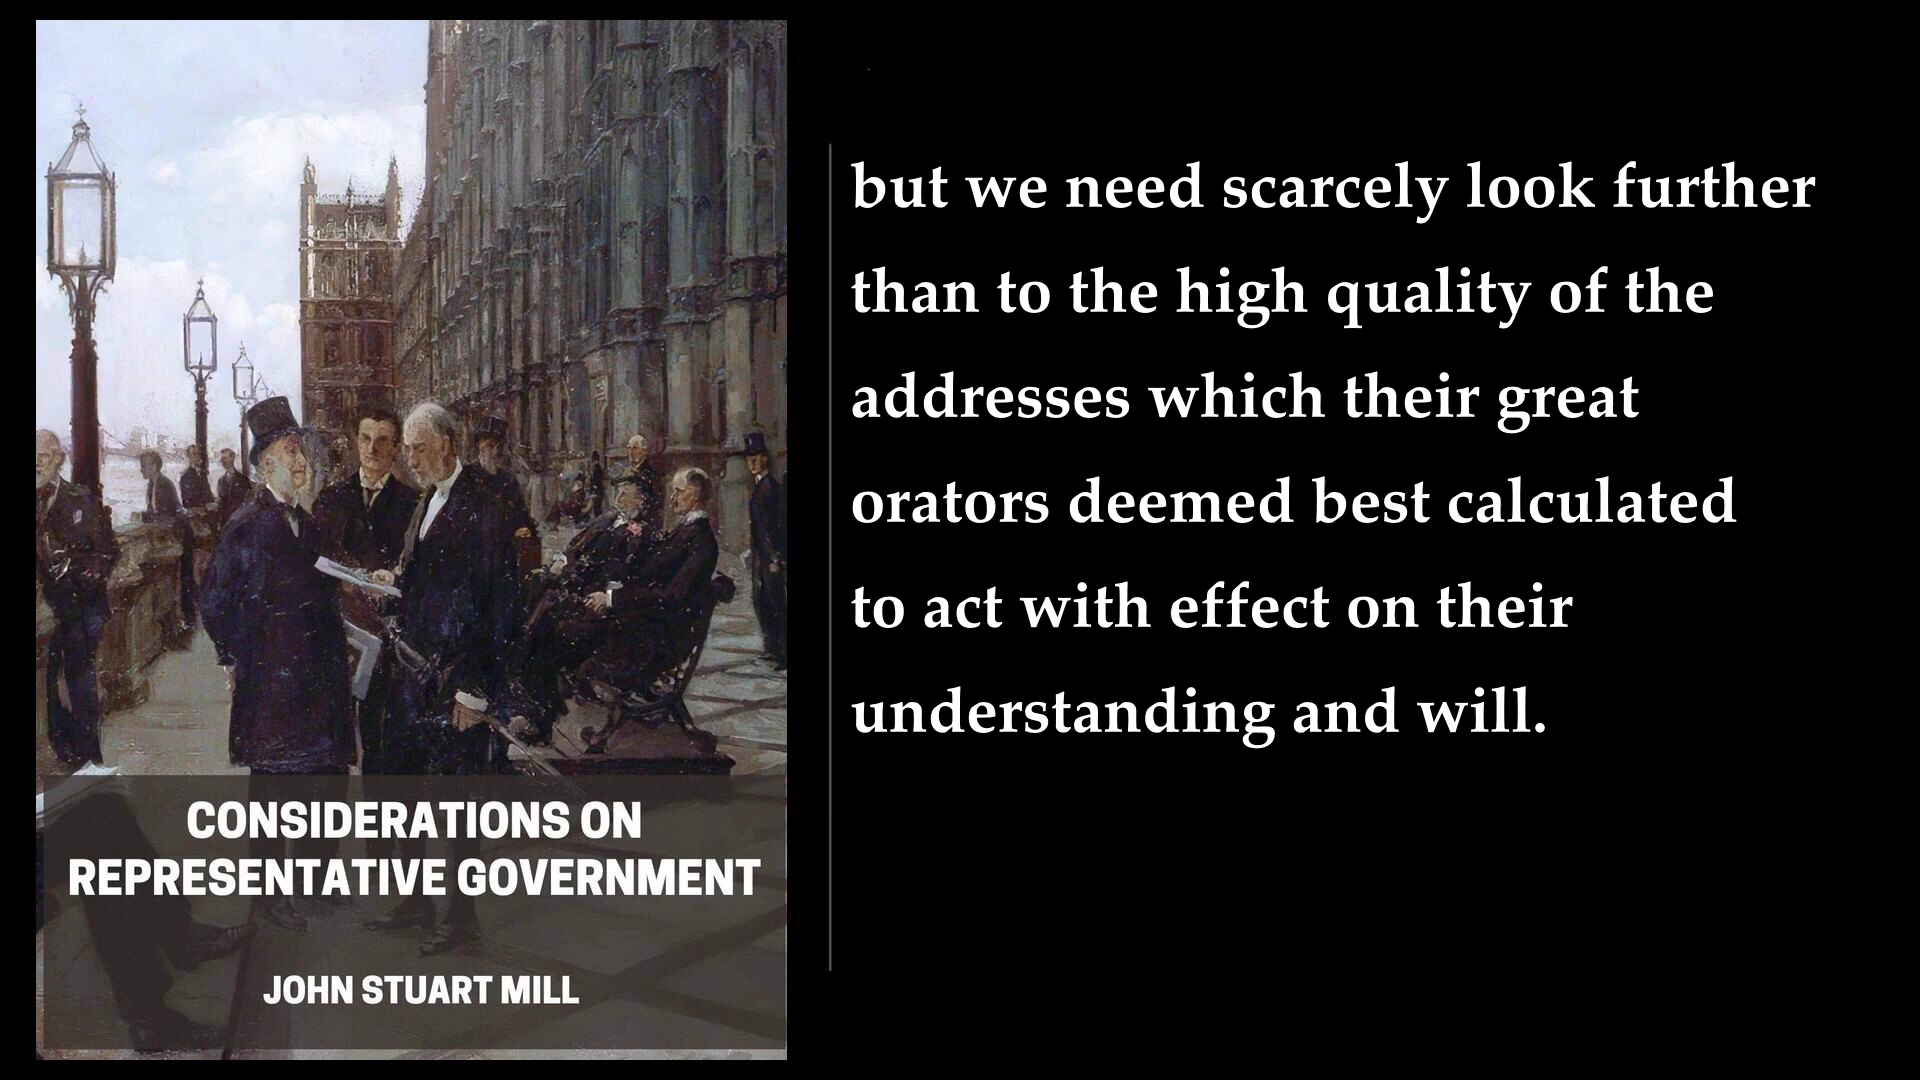 but we need scarcely look further
than to the high quality of the
addresses which their great
orators deemed best calculated
to act with effect on their
understanding and will.
CONSIDERATIONS ON
REPRESENTATIVE GOVERNMENT
JOHN STUART MILL